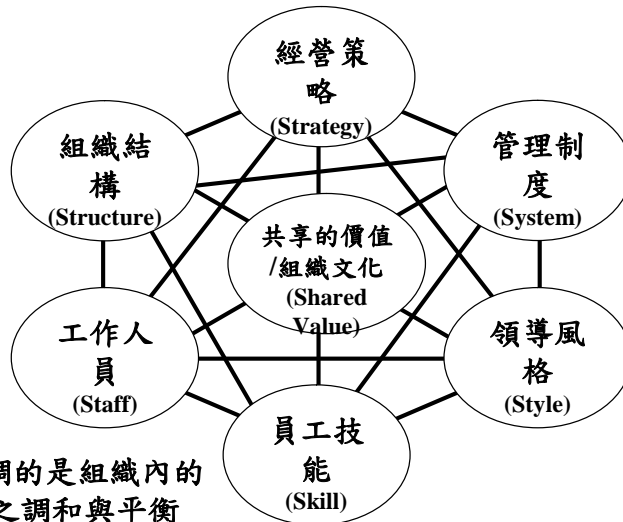 經營策
略
(Strategy)
組織結
構
(Structure)
管理制
度
(System)
共享的價值
/組織文化
(Shared
Value)
工作人
員
(Staff)
領導風
格
(Style)
員工技
能
(Skill)
調的是組織內的
之調和與平衡